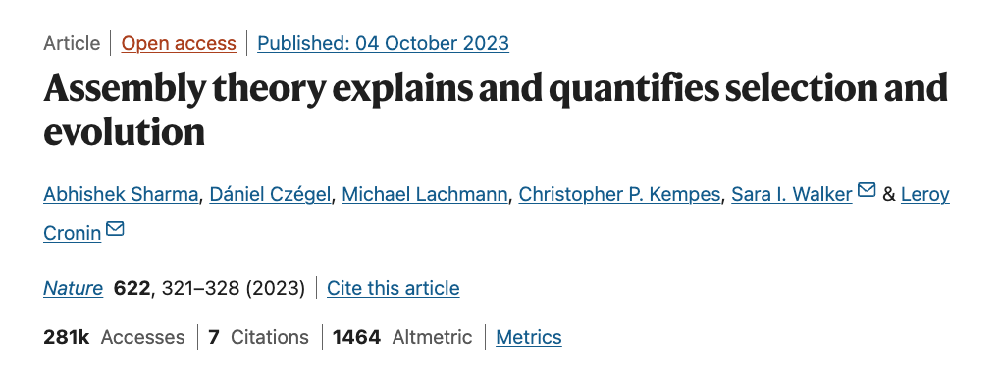 Article | Open access | Published: 04 October 2023
Assembly theory explains and quantifies selection and
evolution
Abhishek Sharma, Dániel Czégel, Michael Lachmann, Christopher P. Kempes, Sara I. Walker & Leroy
Cronin
Nature 622, 321–328 (2023) | Cite this article
281k Accesses | 7 Citations | 1464 Altmetric | Metrics